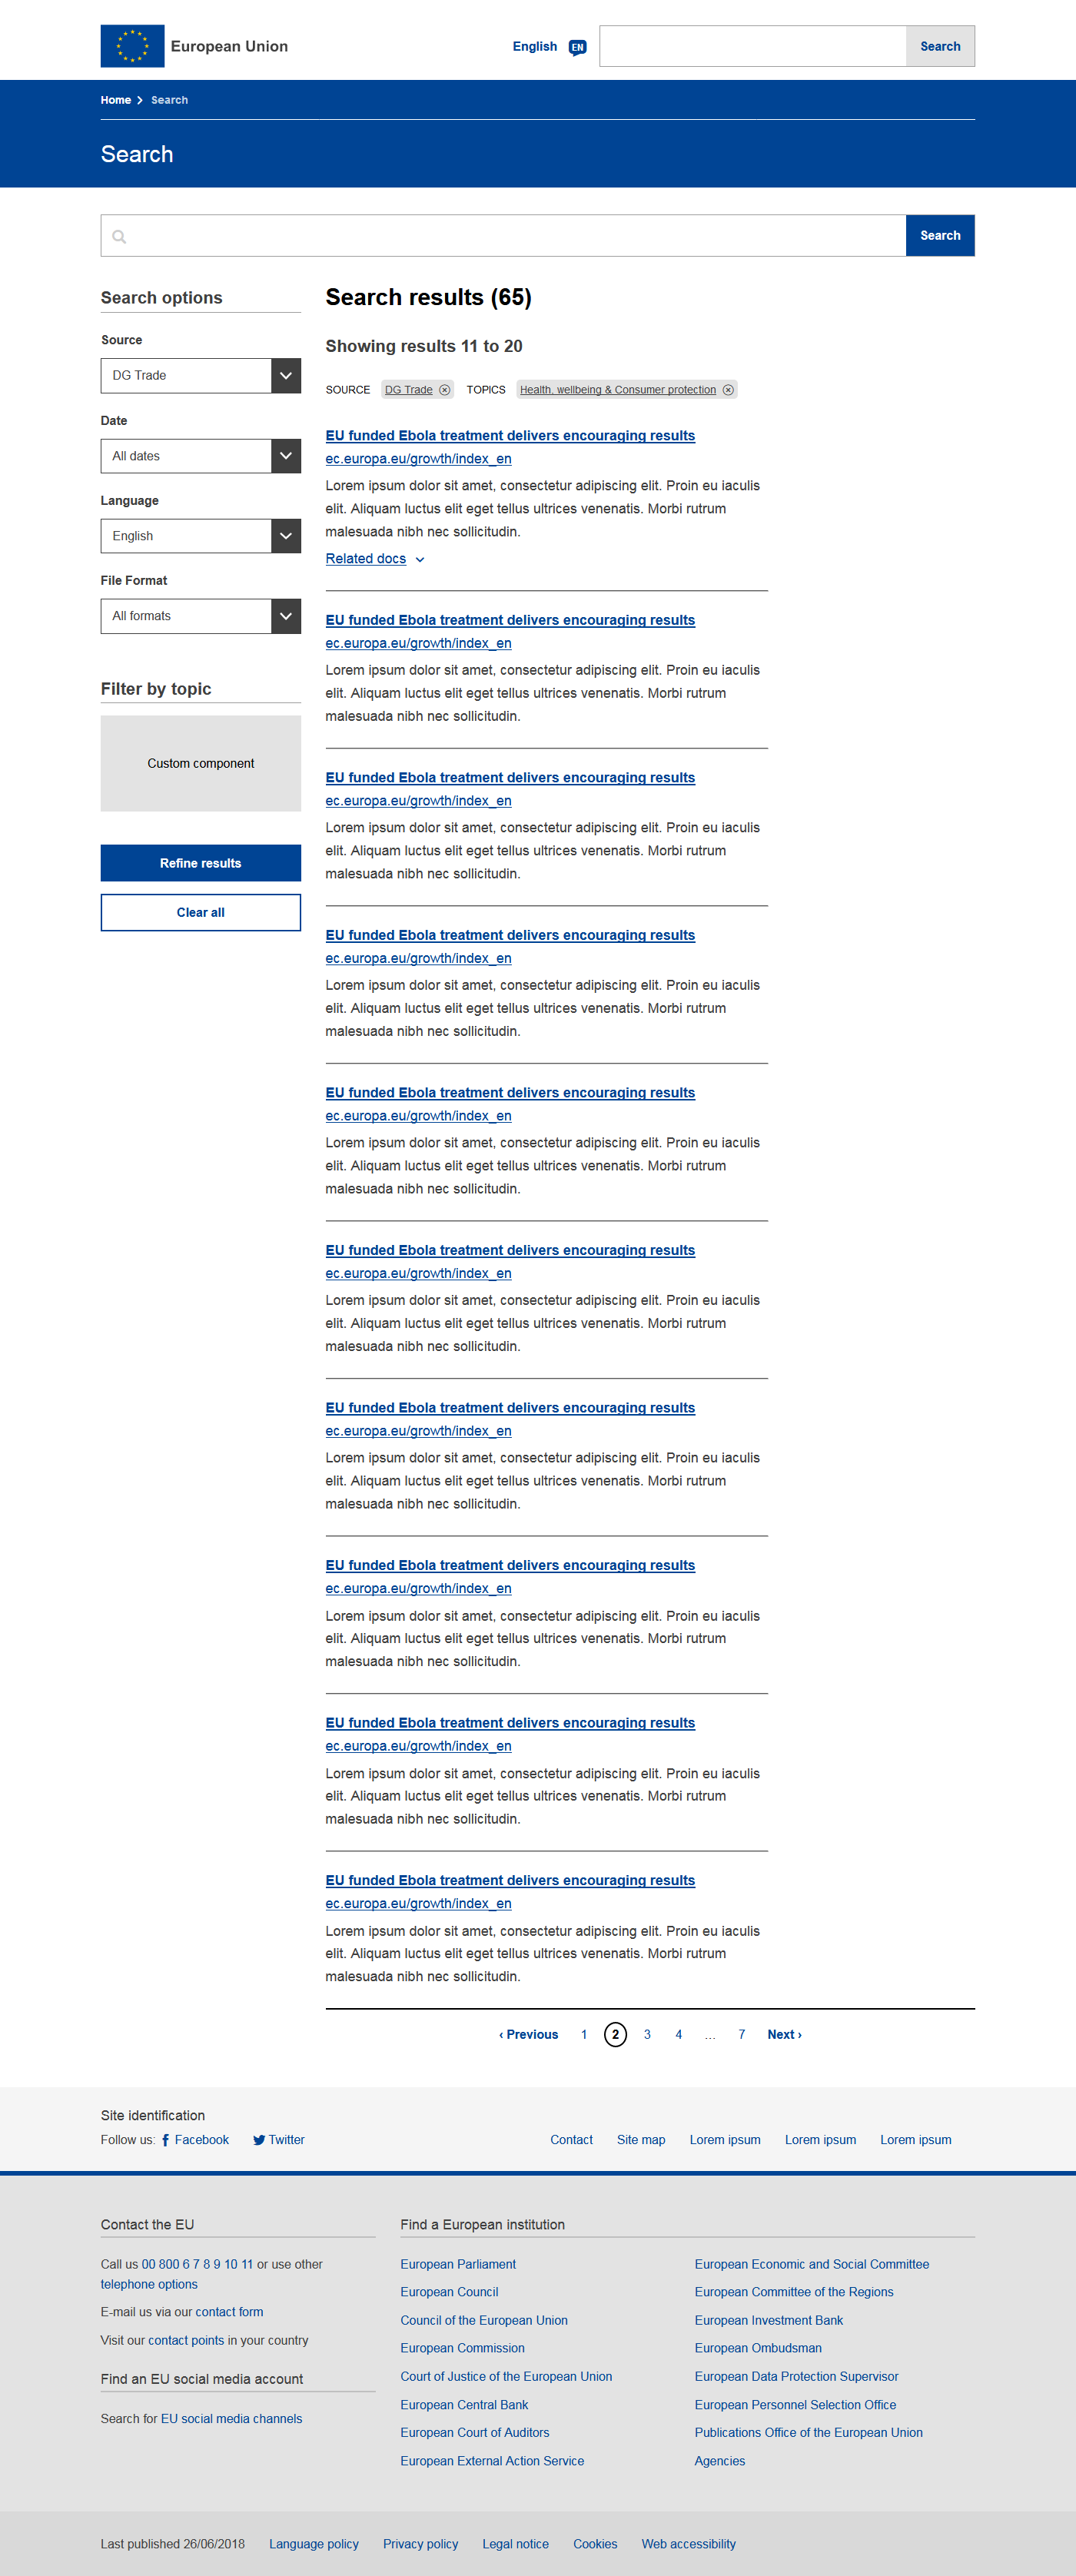 European Union
English EN
Search
Home Search
Search
Search
Search options
Source
DG Trade
Date
All dates
Language
English
File Format
All formats
Filter by topic
Custom component
Refine results
Clear all
Search results (65)
Showing results 11 to 20
SOURCE DG Trade TOPICS Health, wellbeing & Consumer protection
EU funded Ebola treatment delivers encouraging results
ec.europa.eu/growth/index_en
Lorem ipsum dolor sit amet, consectetur adipiscing elit. Proin eu iaculis
elit. Aliquam luctus elit eget tellus ultrices venenatis. Morbi rutrum
malesuada nibh nec sollicitudin.
Related docs
EU funded Ebola treatment delivers encouraging results
ec.europa.eu/growth/index_en
Lorem ipsum dolor sit amet, consectetur adipiscing elit. Proin eu iaculis
elit. Aliquam luctus elit eget tellus ultrices venenatis. Morbi rutrum
malesuada nibh nec sollicitudin.
EU funded Ebola treatment delivers encouraging results
ec.europa.eu/growth/index_en
Lorem ipsum dolor sit amet, consectetur adipiscing elit. Proin eu iaculis
elit. Aliquam luctus elit eget tellus ultrices venenatis. Morbi rutrum
malesuada nibh nec sollicitudin.
EU funded Ebola treatment delivers encouraging results
ec.europa.eu/growth/index_en
Lorem ipsum dolor sit amet, consectetur adipiscing elit. Proin eu iaculis
elit. Aliquam luctus elit eget tellus ultrices venenatis. Morbi rutrum
malesuada nibh nec sollicitudin.
EU funded Ebola treatment delivers encouraging results
ec.europa.eu/growth/index_en
Lorem ipsum dolor sit amet, consectetur adipiscing elit. Proin eu iaculis
elit. Aliquam luctus elit eget tellus ultrices venenatis. Morbi rutrum
malesuada nibh nec sollicitudin.
EU funded Ebola treatment delivers encouraging results
ec.europa.eu/growth/index_en
Lorem ipsum dolor sit amet, consectetur adipiscing elit. Proin eu iaculis
elit. Aliquam luctus elit eget tellus ultrices venenatis. Morbi rutrum
malesuada nibh nec sollicitudin.
EU funded Ebola treatment delivers encouraging results
ec.europa.eu/growth/index_en
Lorem ipsum dolor sit amet, consectetur adipiscing elit. Proin eu iaculis
elit. Aliquam luctus elit eget tellus ultrices venenatis. Morbi rutrum
malesuada nibh nec sollicitudin.
EU funded Ebola treatment delivers encouraging results
ec.europa.eu/growth/index_en
Lorem ipsum dolor sit amet, consectetur adipiscing elit. Proin eu iaculis
elit. Aliquam luctus elit eget tellus ultrices venenatis. Morbi rutrum
malesuada nibh nec sollicitudin.
EU funded Ebola treatment delivers encouraging results
ec.europa.eu/growth/index_en
Lorem ipsum dolor sit amet, consectetur adipiscing elit. Proin eu iaculis
elit. Aliquam luctus elit eget tellus ultrices venenatis. Morbi rutrum
malesuada nibh nec sollicitudin.
EU funded Ebola treatment delivers encouraging results
ec.europa.eu/growth/index_en
Lorem ipsum dolor sit amet, consectetur adipiscing elit. Proin eu iaculis
elit. Aliquam luctus elit eget tellus ultrices venenatis. Morbi rutrum
malesuada nibh nec sollicitudin.
‹ Previous 1 2 3 4 … 7 Next ›
Site identification
Follow us: Facebook Twitter
Contact Site map Lorem ipsum Lorem ipsum Lorem ipsum
Contact the EU
Call us 00 800 6 7 8 9 10 11 or use other
telephone options
E-mail us via our contact form
Visit our contact points in your country
Find an EU social media account
Search for EU social media channels
Find a European institution
European Parliament
European Council
Council of the European Union
European Commission
Court of Justice of the European Union
European Central Bank
European Court of Auditors
European External Action Service
European Economic and Social Committee
European Committee of the Regions
European Investment Bank
European Ombudsman
European Data Protection Supervisor
European Personnel Selection Office
Publications Office of the European Union
Agencies
Last published 26/06/2018 Language policy Privacy policy Legal notice Cookies Web accessibility